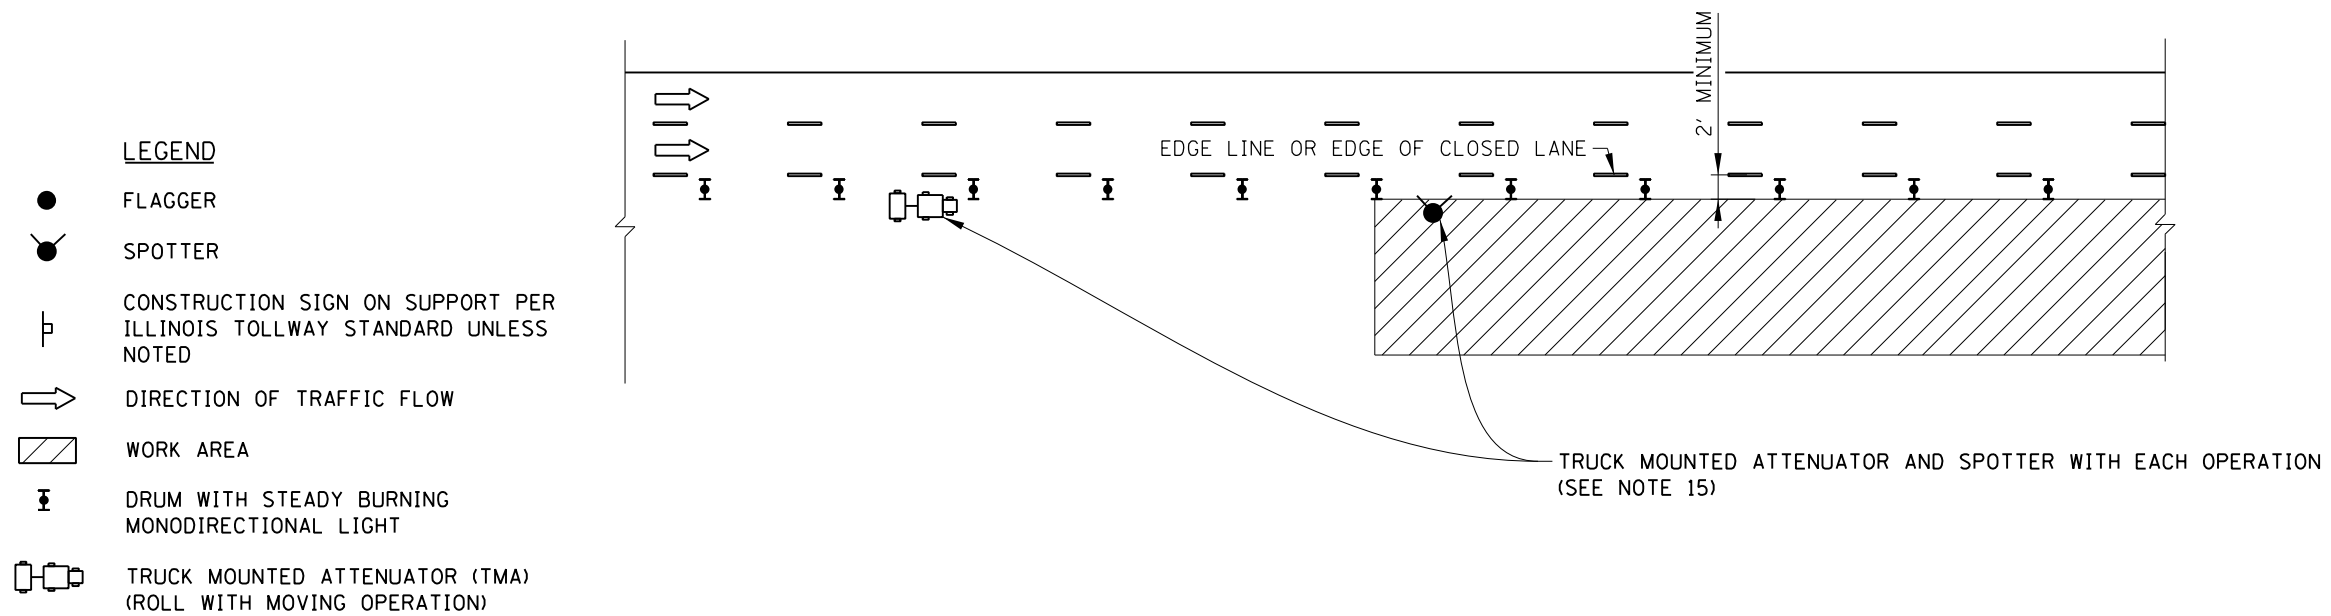 LEGEND
FLAGGER
SPOTTER
CONSTRUCTION SIGN ON SUPPORT PER
ILLINOIS TOLLWAY STANDARD UNLESS
NOTED
DIRECTION OF TRAFFIC FLOW
WORK AREA
DRUM WITH STEADY BURNING
MONODIRECTIONAL LIGHT
TRUCK MOUNTED ATTENUATOR (TMA)
(ROLL WITH MOVING OPERATION)
2' MINIMUM
EDGE LINE OR EDGE OF CLOSED LANE
TRUCK MOUNTED ATTENUATOR AND SPOTTER WITH EACH OPERATION
(SEE NOTE 15)